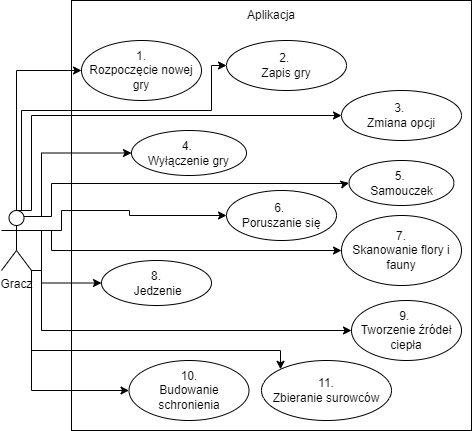 Aplikacja
1.
Rozpoczęcie nowej
gry
2.
Zapis gry
3.
Zmiana opcji
4.
Wyłączenie gry
5.
Samouczek
6.
Poruszanie się
7.
Skanowanie flory i
fauny
8.
Jedzenie
Gracz
9.
Tworzenie źródeł
ciepła
10.
Budowanie
schronienia
11.
Zbieranie surowców